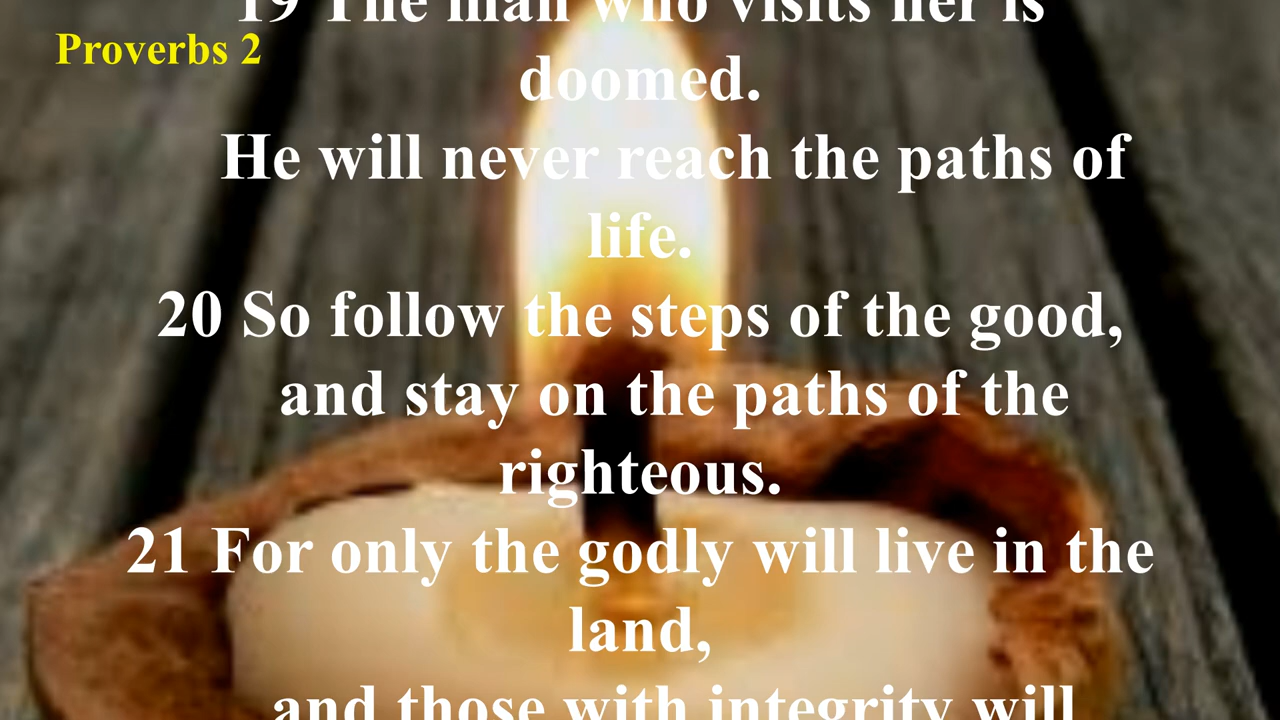 19 The man who visits her is
Proverbs 2
doomed.
He will never reach the paths of
life.
20 So follow the steps of the good,
and stay on the paths of the
righteous.
21 For only the godly will live in the
land,
and those with integrity will